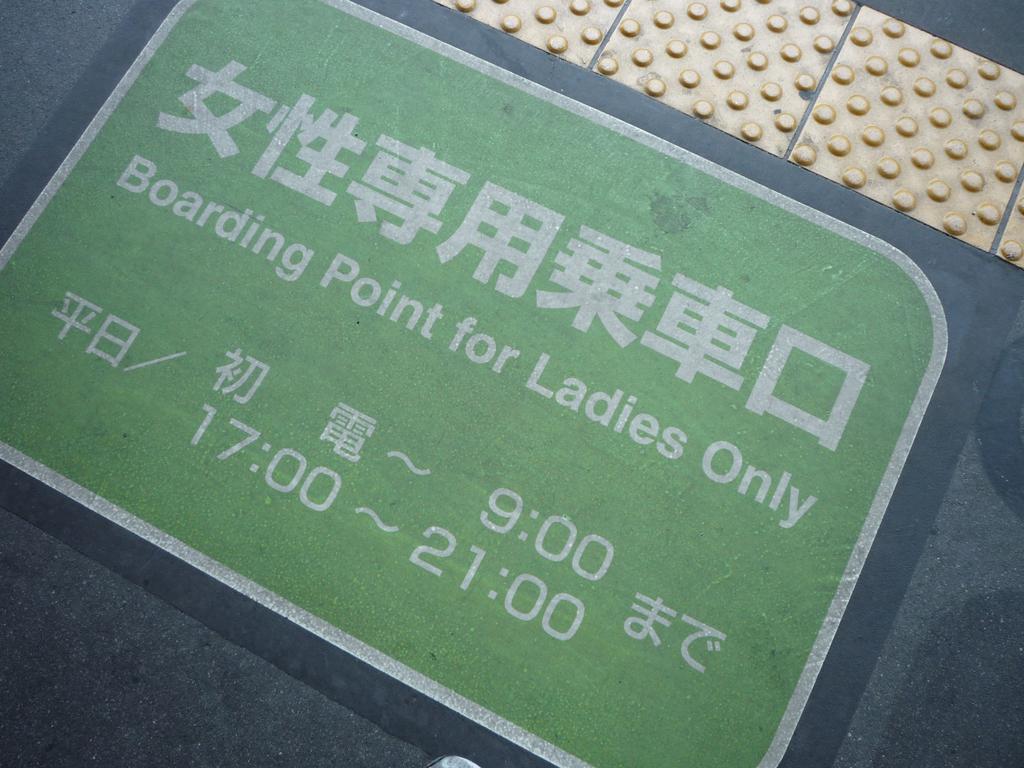 女性専用乗車口
Boarding Point for Ladies Only
平日／ 初 電～ 9:00
17:00～21:00 まで